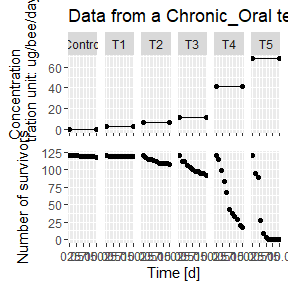 Data from a Chronic_Oral te
Contro
T1
T2
T3
T4
T5
Concentration
tration unit: ug/bee/day
60
40
20
0
Number of survivors
125
100
75
50
25
0
Time [d]